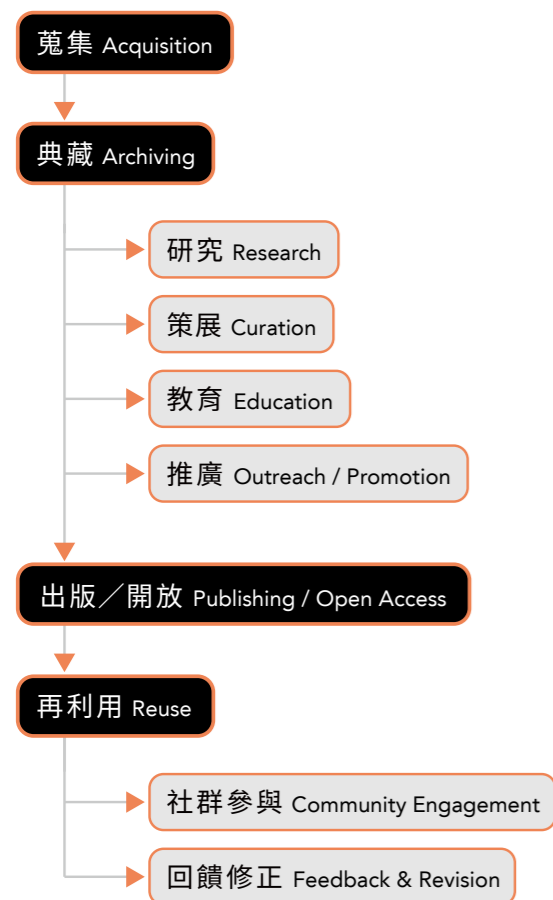 蒐集 Acquisition
典藏 Archiving
研究 Research
策展 Curation
教育 Education
推廣 Outreach / Promotion
出版／開放 Publishing / Open Access
再利用 Reuse
社群參與 Community Engagement
回饋修正 Feedback & Revision